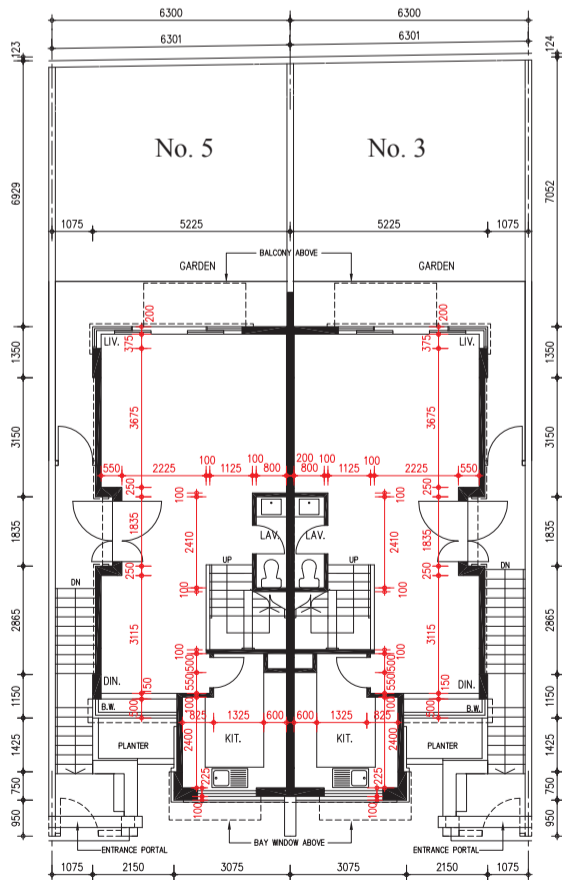 6300 6300
6301 6301
123 124
No. 5 No. 3
6929 7052
1075 5225 5225 1075
BALCONY ABOVE
GARDEN GARDEN
200 200
LIV. LIV.
1350 375 375 1350
3150 3675 3675 3150
100 100 200 100 100
550 2225 1125 800 800 1125 2225 550
250 100 100 250
1835 1835 2410 LAV. LAV. 2410 1835 1835
UP UP
250 250
DN DN
100 100
2865 3115 3115 2865
100 100
500 500
DIN. 150 550 550 150 DIN.
1150 B.W. 500 100 100 500 B.W. 1150
825 1325 600 600 1325 825
1425 PLANTER 2400 KIT. KIT. 2400 PLANTER 1425
750 225 225 750
100 100
950 950
BAY WINDOW ABOVE
ENTRANCE PORTAL ENTRANCE PORTAL
1075 2150 3075 3075 2150 1075